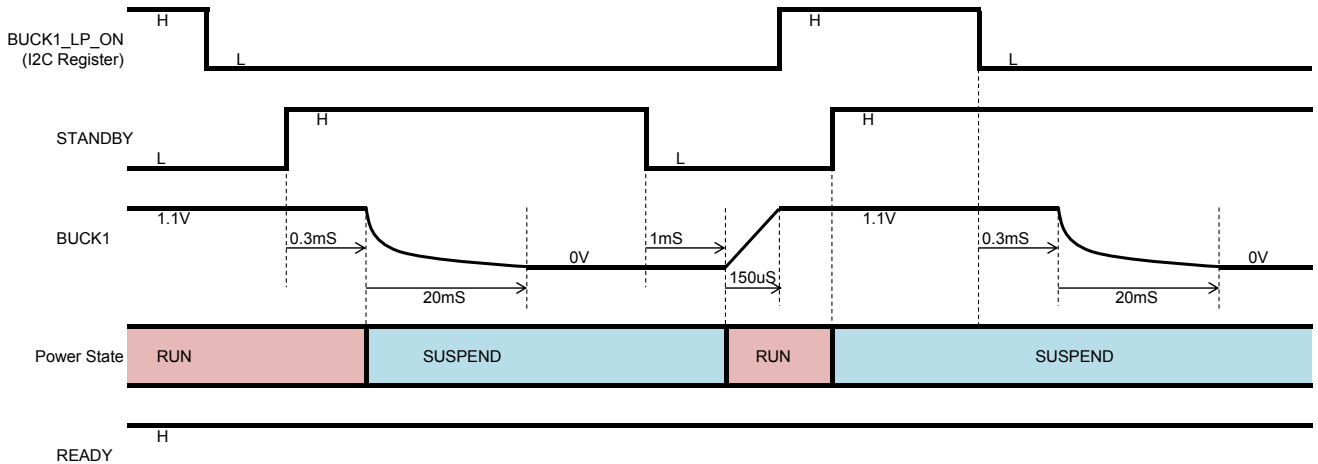 H H
BUCK1_LP_ON
(I2C Register)
L L
H H
STANDBY
L L
1.1V 1.1V
BUCK1 0.3mS 1mS 0.3mS
0V 0V
150uS
20mS 20mS
Power State RUN SUSPEND RUN SUSPEND
H
READY